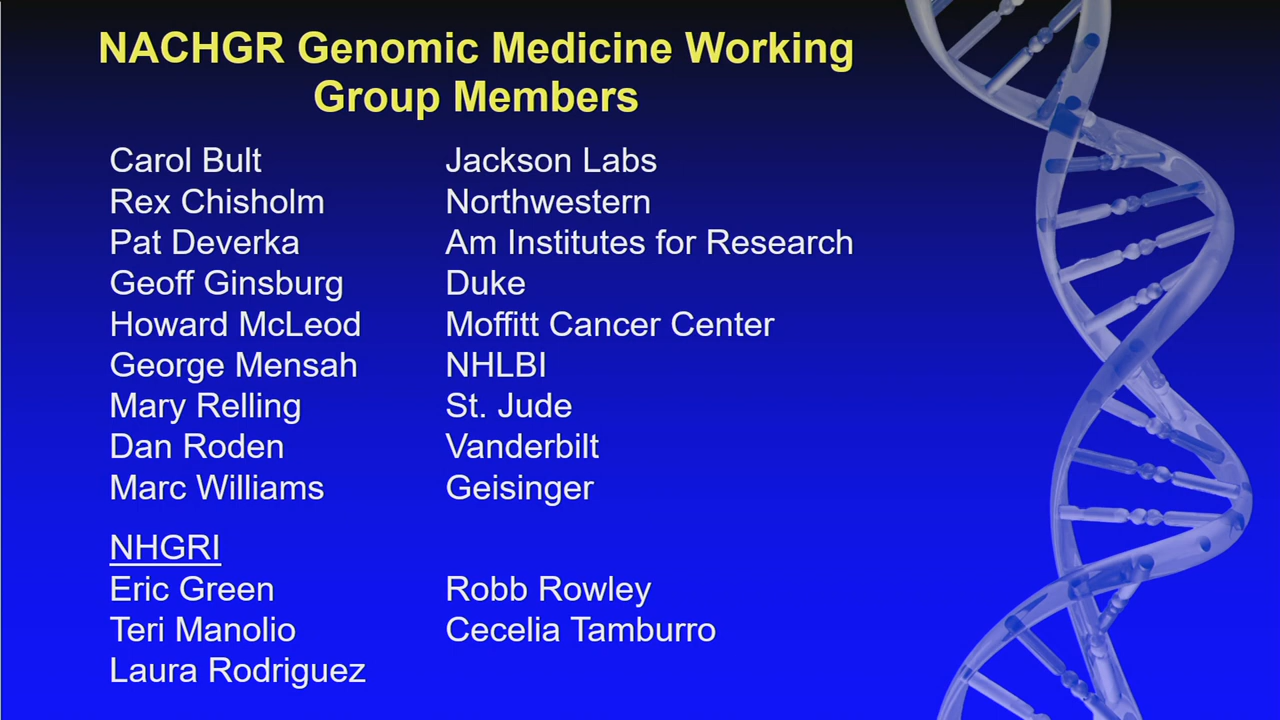 NACHGR Genomic Medicine Working
Group Members
Carol Bult Jackson Labs
Rex Chisholm Northwestern
Pat Deverka Am Institutes for Research
Geoff Ginsburg Duke
Howard McLeod Moffitt Cancer Center
George Mensah NHLBI
Mary Relling St. Jude
Dan Roden Vanderbilt
Marc Williams Geisinger
NHGRI
Eric Green Robb Rowley
Teri Manolio Cecelia Tamburro
Laura Rodriguez